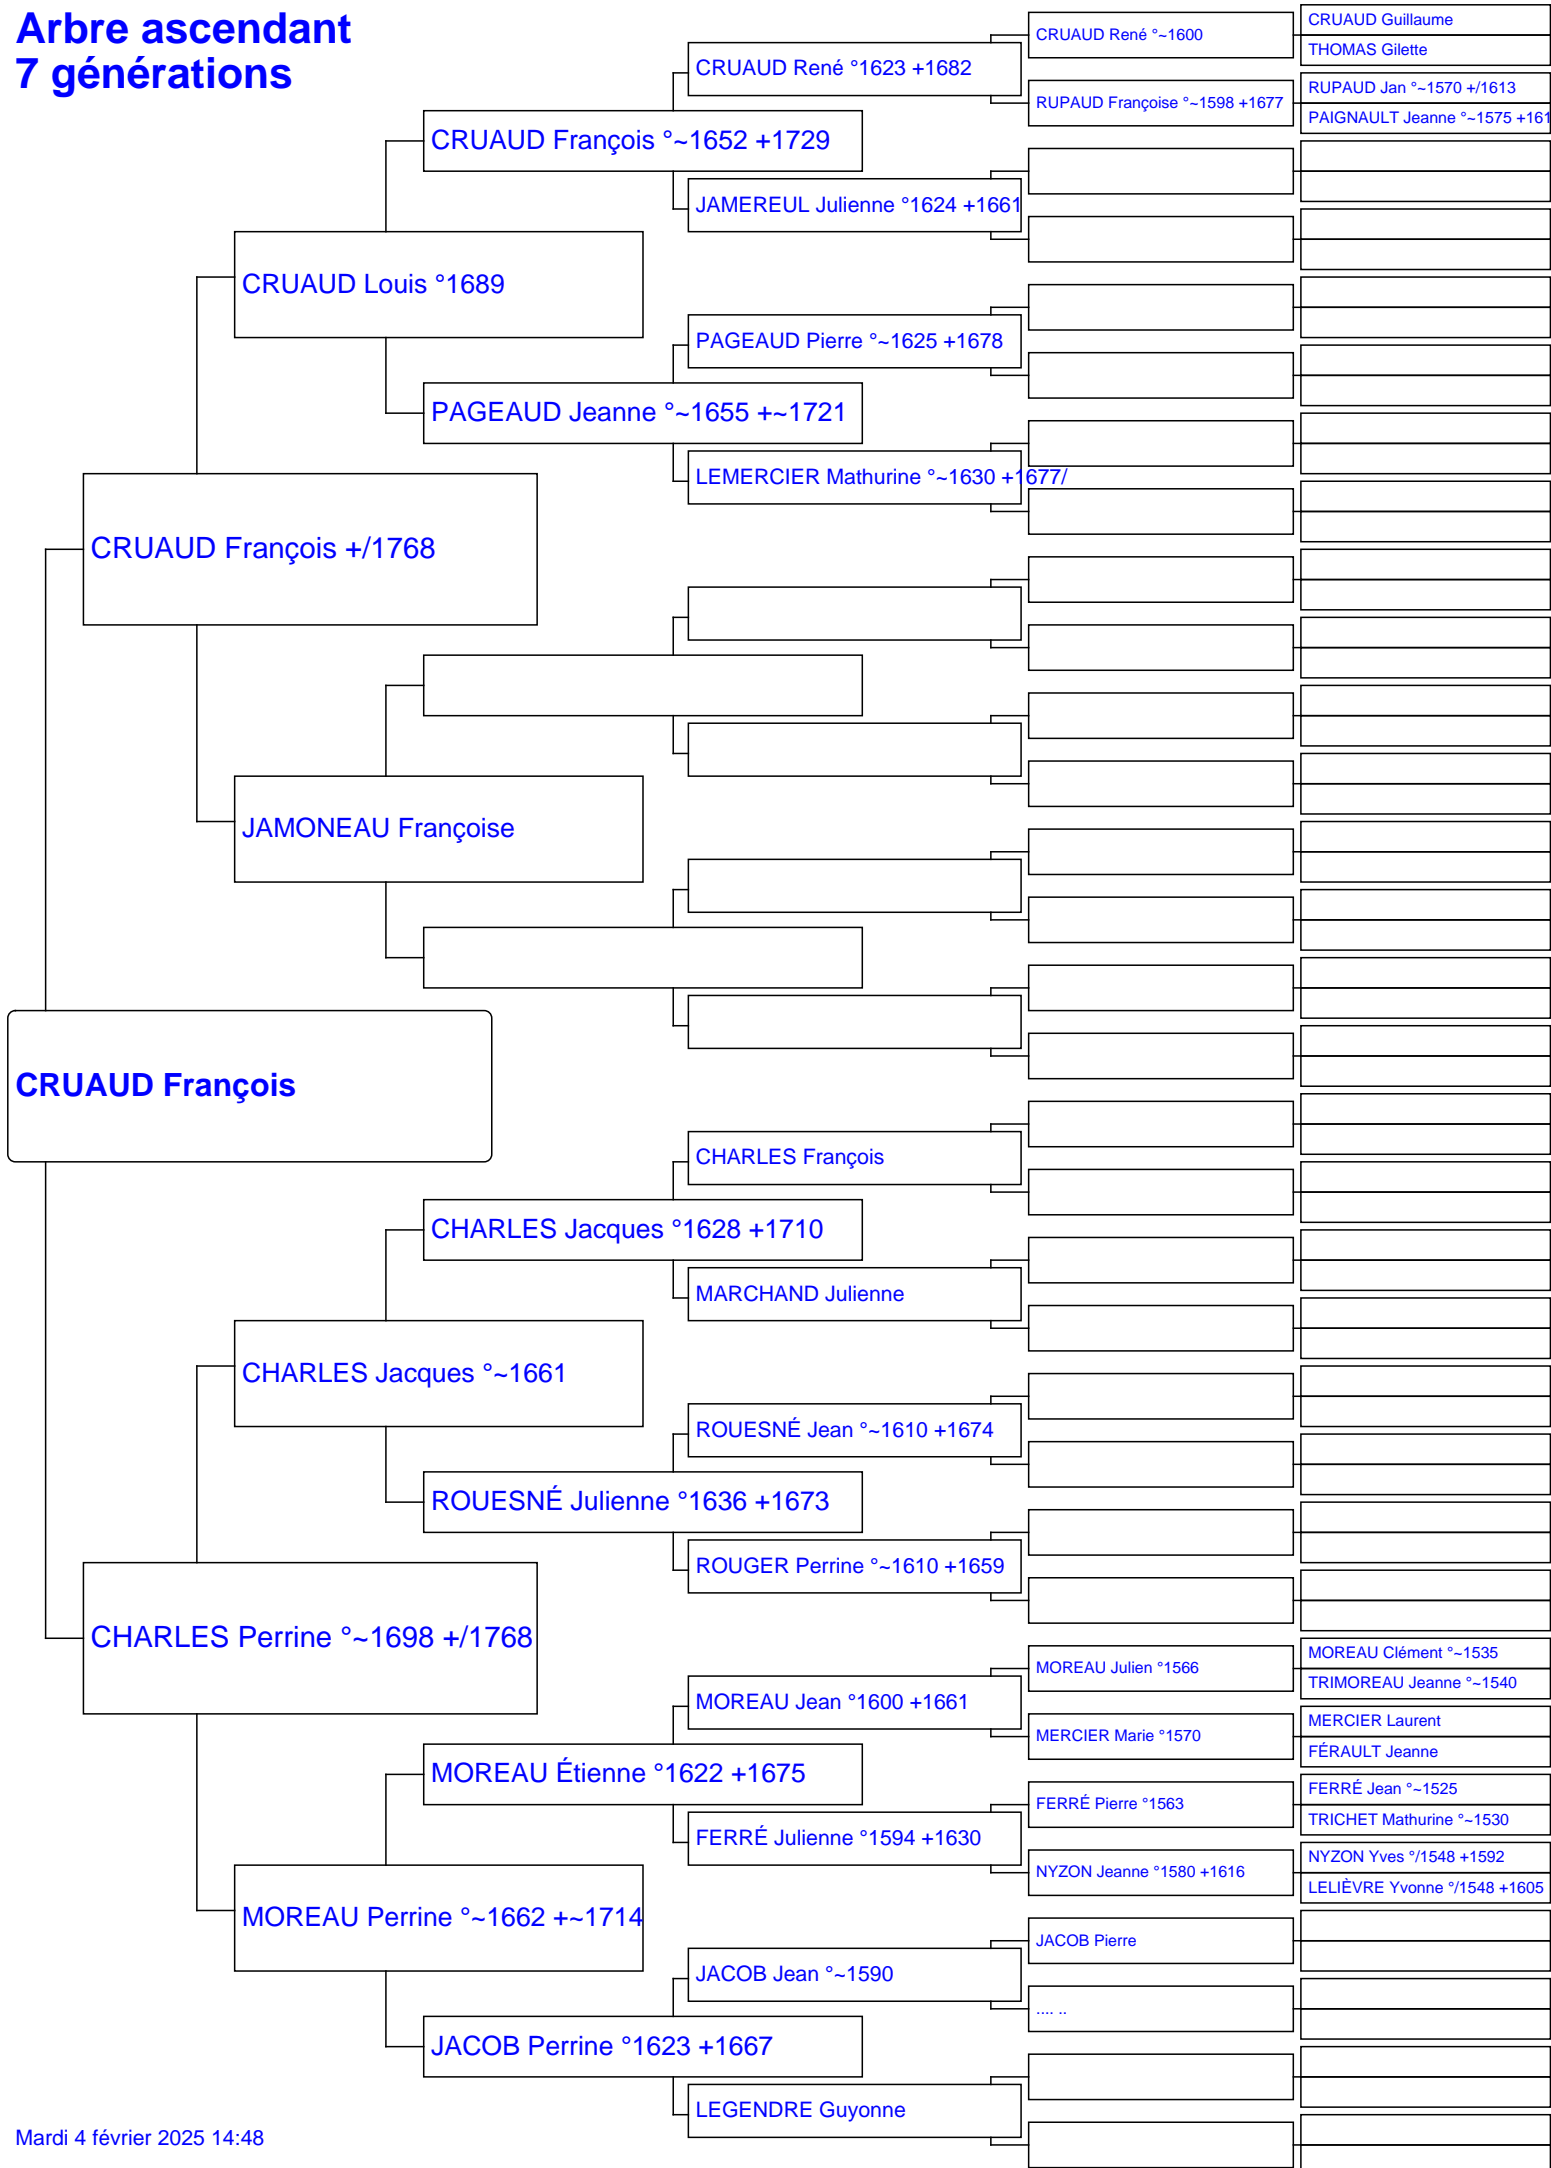 Arbre ascendant
7 générations
CRUAUD Guillaume
CRUAUD René °~1600
THOMAS Gilette
CRUAUD René °1623 +1682
RUPAUD Jan °~1570 +/1613
RUPAUD Françoise °~1598 +1677
PAIGNAULT Jeanne °~1575 +161
CRUAUD François °~1652 +1729
JAMEREUL Julienne °1624 +1661
CRUAUD Louis °1689
PAGEAUD Pierre °~1625 +1678
PAGEAUD Jeanne °~1655 +~1721
LEMERCIER Mathurine °~1630 +1677/
CRUAUD François +/1768
JAMONEAU Françoise
CRUAUD François
CHARLES François
CHARLES Jacques °1628 +1710
MARCHAND Julienne
CHARLES Jacques °~1661
ROUESNÉ Jean °~1610 +1674
ROUESNÉ Julienne °1636 +1673
ROUGER Perrine °~1610 +1659
CHARLES Perrine °~1698 +/1768
MOREAU Clément °~1535
MOREAU Julien °1566
TRIMOREAU Jeanne °~1540
MOREAU Jean °1600 +1661
MERCIER Laurent
MERCIER Marie °1570
FÉRAULT Jeanne
MOREAU Étienne °1622 +1675
FERRÉ Jean °~1525
FERRÉ Pierre °1563
TRICHET Mathurine °~1530
FERRÉ Julienne °1594 +1630
NYZON Yves °/1548 +1592
NYZON Jeanne °1580 +1616
LELIÈVRE Yvonne °/1548 +1605
MOREAU Perrine °~1662 +~1714
JACOB Pierre
JACOB Jean °~1590
.... ..
JACOB Perrine °1623 +1667
LEGENDRE Guyonne
Mardi 4 février 2025 14:48